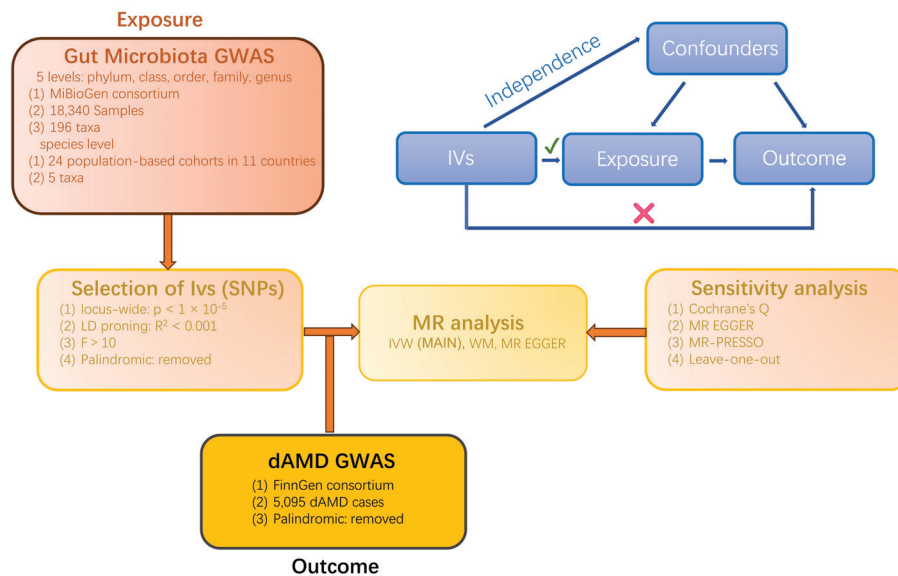 Exposure
Gut Microbiota GWAS
5 levels: phylum, class, order, family, genus
(1) MiBioGen consortium
(2) 18,340 Samples
(3) 196 taxa
species level
(1) 24 population-based cohorts in 11 countries
(2) 5 taxa
Independence
Confounders
IVs
Exposure
Outcome
Selection of Ivs (SNPs)
(1) locus-wide: p < 1 × 10⁻⁵
(2) LD proning: R² < 0.001
(3) F > 10
(4) Palindromic: removed
MR analysis
IVW (MAIN), WM, MR EGGER
Sensitivity analysis
(1) Cochrane's Q
(2) MR EGGER
(3) MR-PRESSO
(4) Leave-one-out
dAMD GWAS
(1) FinnGen consortium
(2) 5,095 dAMD cases
(3) Palindromic: removed
Outcome